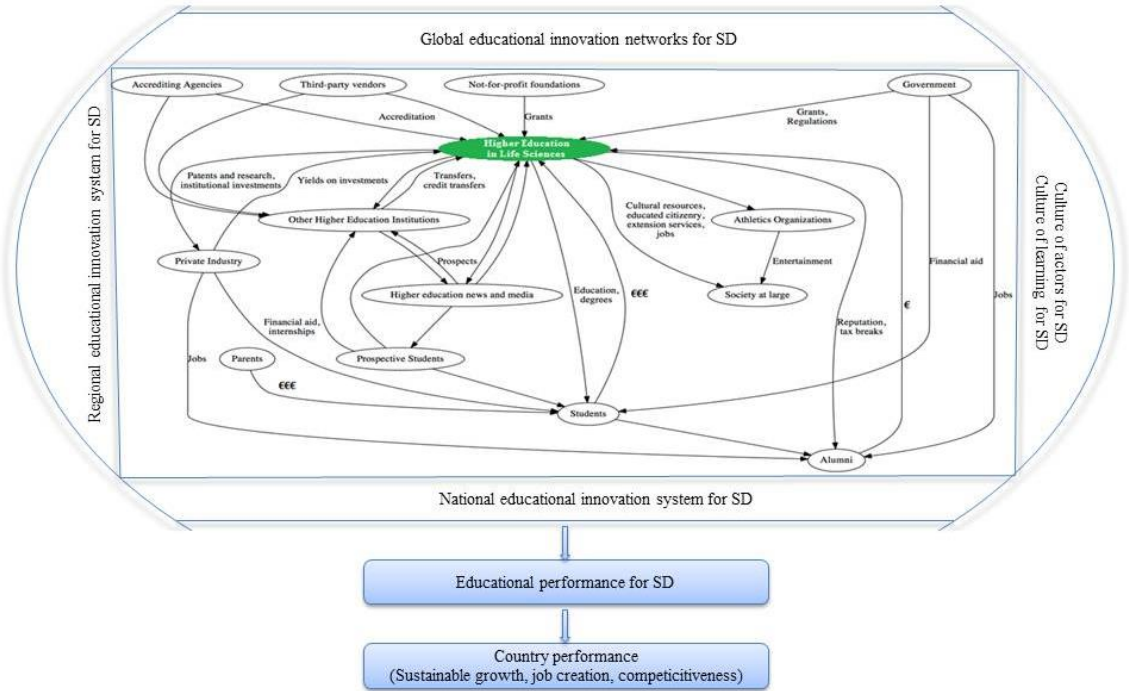 Global educational innovation networks for SD
Regional educational innovation system for SD
Culture of actors for SD
Culture of learning for SD
Accrediting Agencies
Third-party vendors
Not-for-profit foundations
Government
Accreditation
Grants
Grants,
Regulations
Higher Education
in Life Sciences
Patents and research,
institutional investments
Yields on investments
Transfers,
credit transfers
Cultural resources,
educated citizenry,
extension services,
jobs
Other Higher Education Institutions
Athletics Organizations
Private Industry
Prospects
Entertainment
Financial aid
Higher education news and media
Education,
degrees
€€€
Society at large
Jobs
€
Financial aid,
internships
Reputation,
tax breaks
Jobs
Parents
Prospective Students
€€€
Students
Alumni
National educational innovation system for SD
Educational performance for SD
Country performance
(Sustainable growth, job creation, competicitiveness)